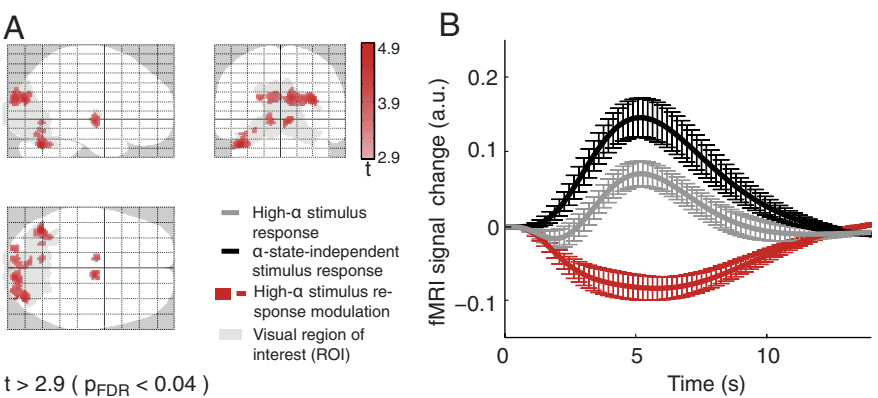 A
4.9
3.9
2.9
t
High-α stimulus
response
α-state-independent
stimulus response
High-α stimulus re-
sponse modulation
Visual region of
interest (ROI)
t > 2.9 ( pFDR < 0.04 )
B
fMRI signal change (a.u.)
0.2
0.1
0
−0.1
0
5
10
Time (s)